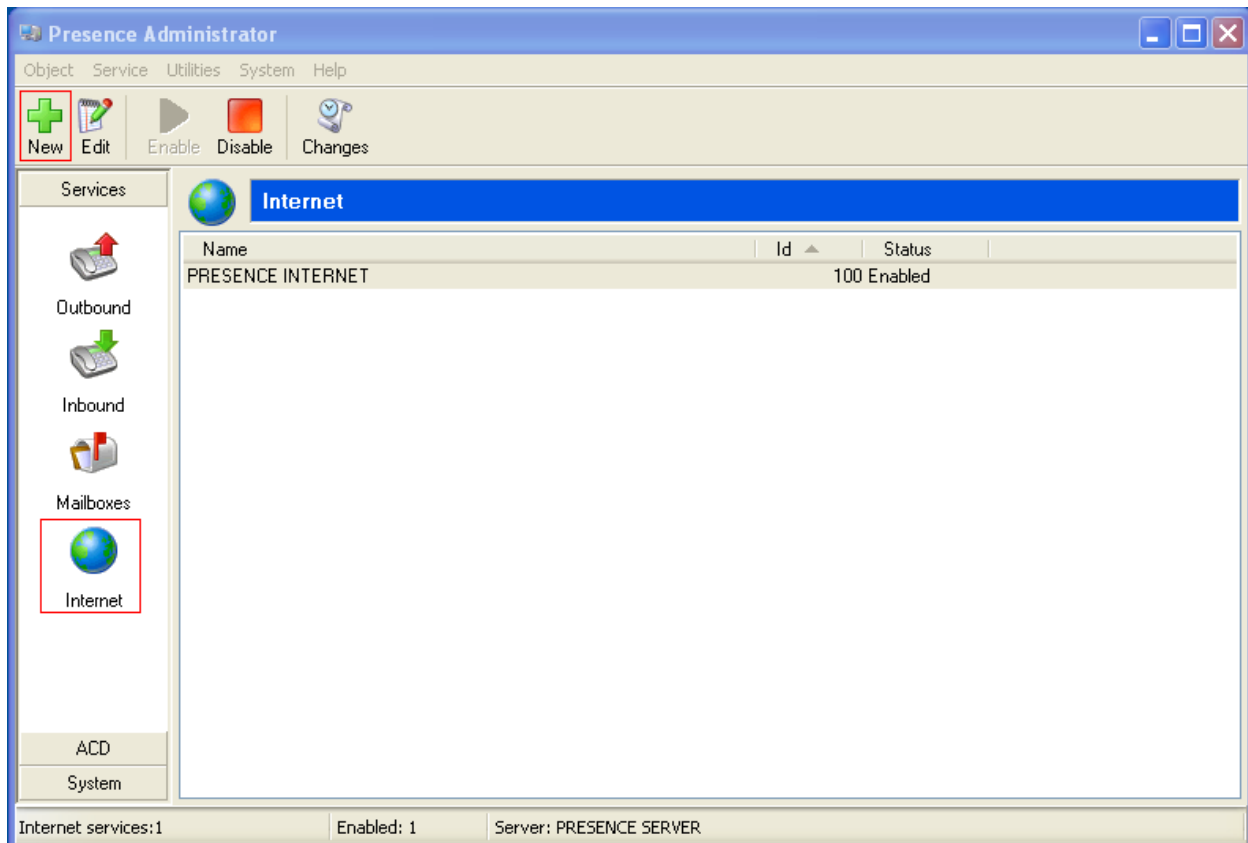 Presence Administrator
Object Service Utilities System Help
New Edit Enable Disable Changes
Services
Internet
Name Id Status
PRESENCE INTERNET 100 Enabled
Outbound
Inbound
Mailboxes
Internet
ACD
System
Internet services:1 Enabled: 1 Server: PRESENCE SERVER